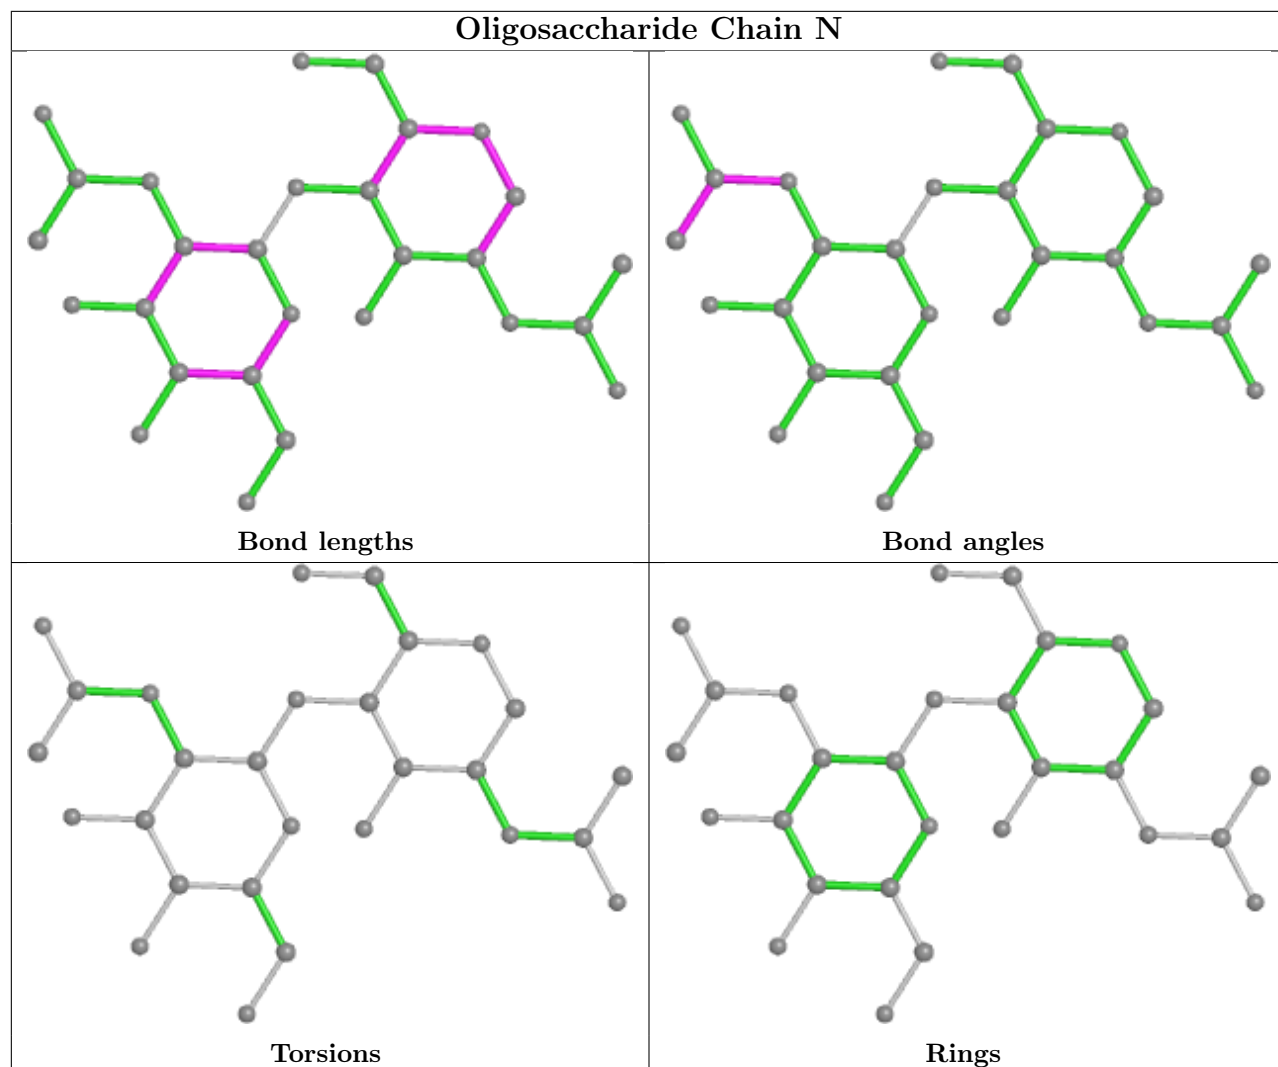 Oligosaccharide Chain N
Bond lengths
Bond angles
Torsions
Rings